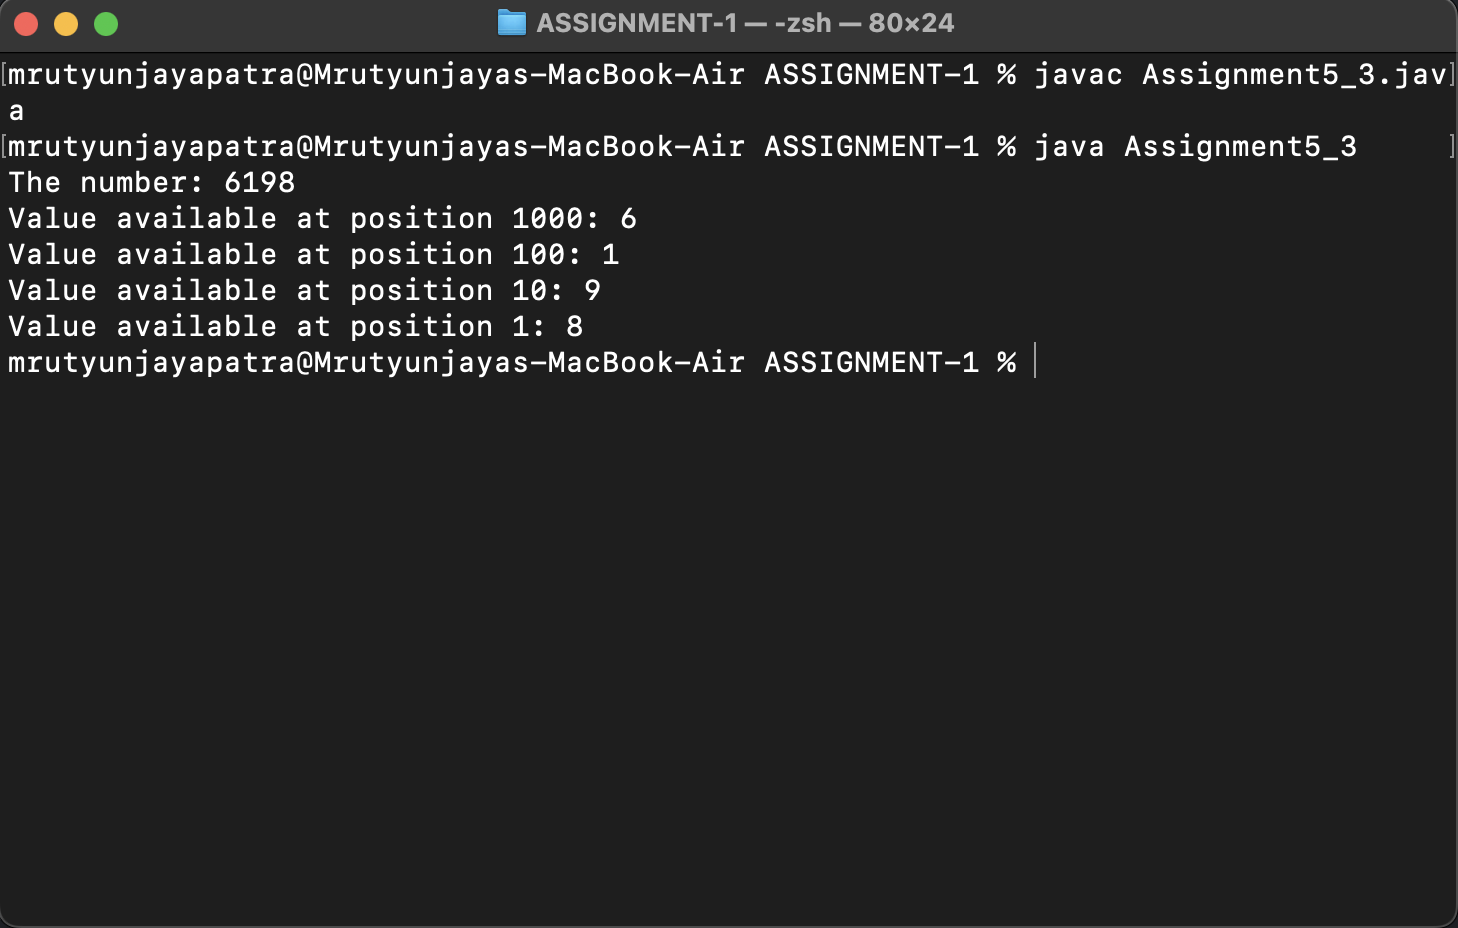 ASSIGNMENT-1 — -zsh — 80×24
[mrutyunjayapatra@Mrutyunjayas-MacBook-Air ASSIGNMENT-1 % javac Assignment5_3.jav]
a
[mrutyunjayapatra@Mrutyunjayas-MacBook-Air ASSIGNMENT-1 % java Assignment5_3 ]
The number: 6198
Value available at position 1000: 6
Value available at position 100: 1
Value available at position 10: 9
Value available at position 1: 8
mrutyunjayapatra@Mrutyunjayas-MacBook-Air ASSIGNMENT-1 %